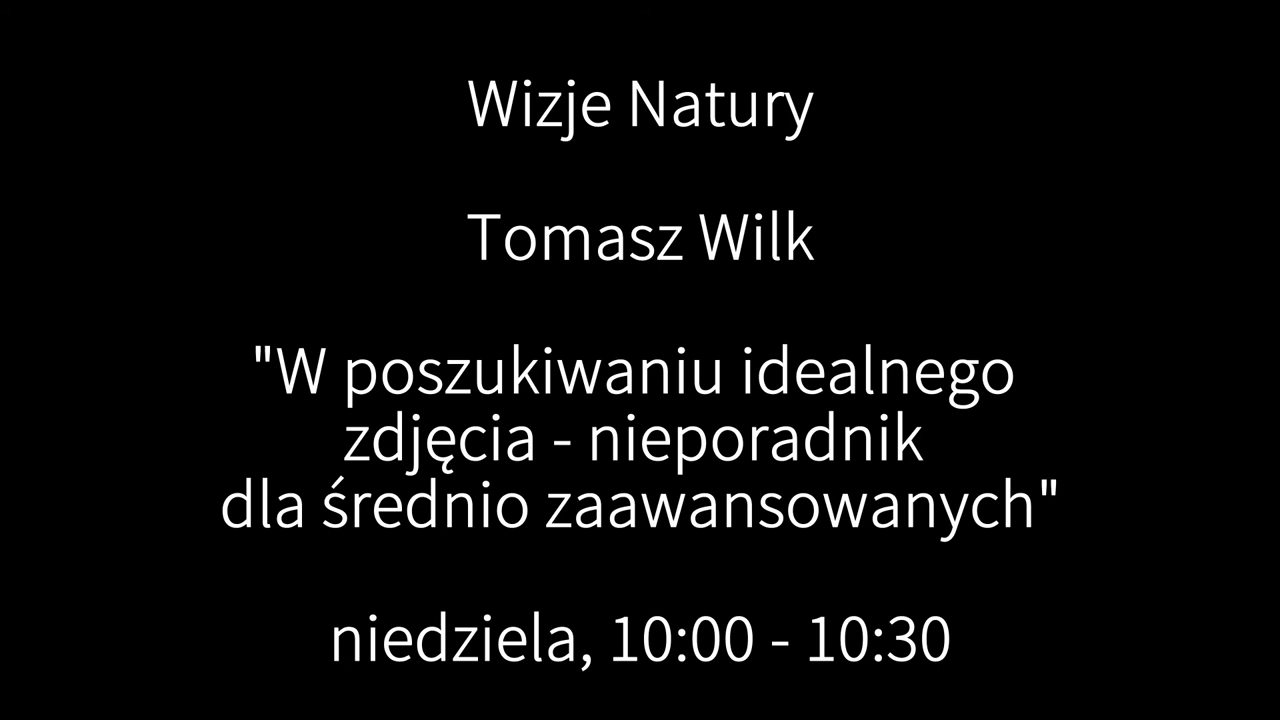 Wizje Natury
Tomasz Wilk
"W poszukiwaniu idealnego
zdjęcia - nieporadnik
dla średnio zaawansowanych"
niedziela, 10:00 - 10:30